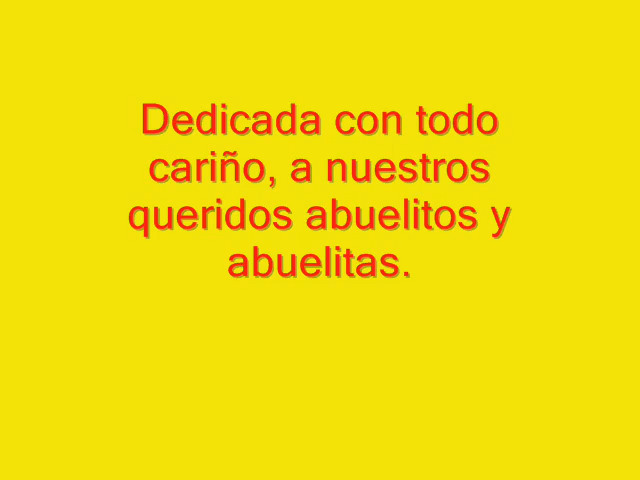 Dedicada con todo
cariño, a nuestros
queridos abuelitos y
abuelitas.